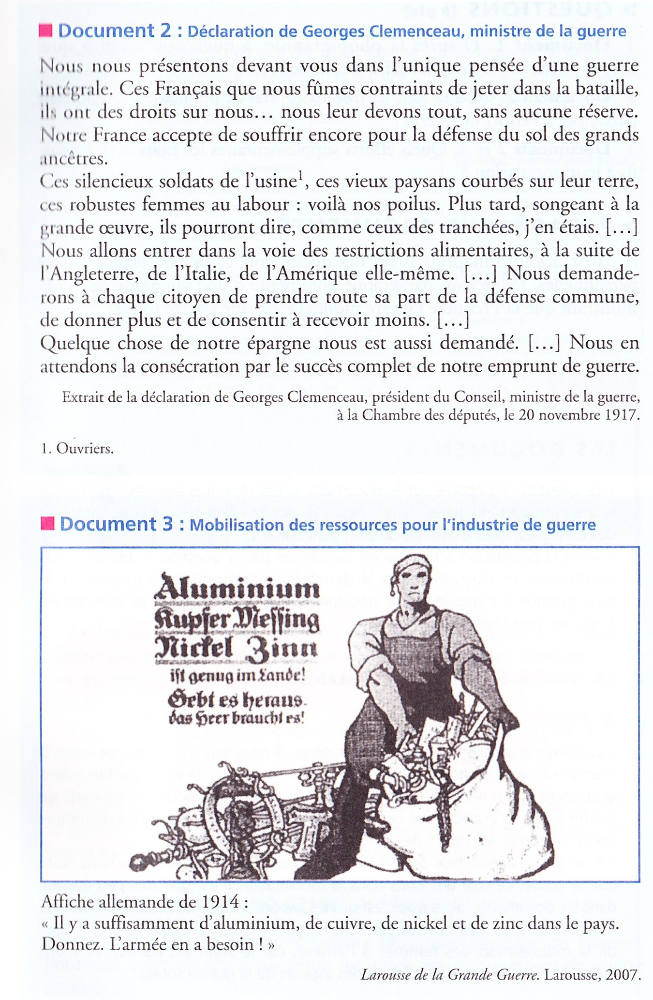 Document 2 : Déclaration de Georges Clemenceau, ministre de la guerre
Nous nous présentons devant vous dans l'unique pensée d'une guerre
intégrale. Ces Français que nous fûmes contraints de jeter dans la bataille,
ils ont des droits sur nous… nous leur devons tout, sans aucune réserve.
Notre France accepte de souffrir encore pour la défense du sol des grands
ancêtres.
Ces silencieux soldats de l'usine¹, ces vieux paysans courbés sur leur terre,
ces robustes femmes au labour : voilà nos poilus. Plus tard, songeant à la
grande œuvre, ils pourront dire, comme ceux des tranchées, j'en étais. […]
Nous allons entrer dans la voie des restrictions alimentaires, à la suite de
l'Angleterre, de l'Italie, de l'Amérique elle-même. […] Nous demande-
rons à chaque citoyen de prendre toute sa part de la défense commune,
de donner plus et de consentir à recevoir moins. […]
Quelque chose de notre épargne nous est aussi demandé. […] Nous en
attendons la consécration par le succès complet de notre emprunt de guerre.
Extrait de la déclaration de Georges Clemenceau, président du Conseil, ministre de la guerre,
à la Chambre des députés, le 20 novembre 1917.
1. Ouvriers.
Document 3 : Mobilisation des ressources pour l'industrie de guerre
Aluminium
Kupfer Messing
Nickel Zinn
ist genug im Lande!
Gebt es heraus.
das Heer braucht es!
Affiche allemande de 1914 :
« Il y a suffisamment d'aluminium, de cuivre, de nickel et de zinc dans le pays.
Donnez. L'armée en a besoin ! »
Larousse de la Grande Guerre. Larousse, 2007.